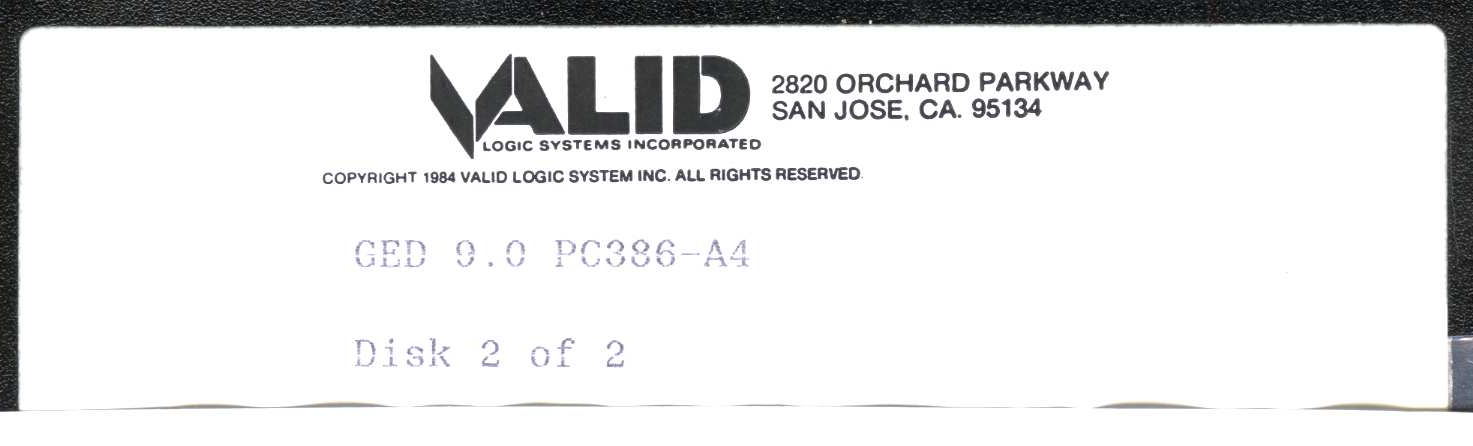 VALID
LOGIC SYSTEMS INCORPORATED
2820 ORCHARD PARKWAY
SAN JOSE, CA. 95134
COPYRIGHT 1984 VALID LOGIC SYSTEM INC. ALL RIGHTS RESERVED.
GED 9.0 PC386-A4
Disk 2 of 2